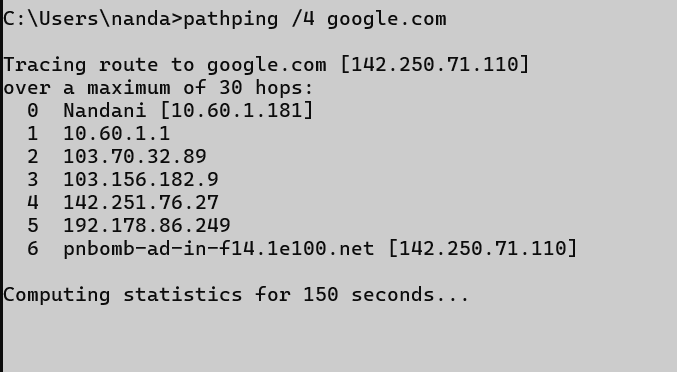 C:\Users\nanda>pathping /4 google.com
Tracing route to google.com [142.250.71.110]
over a maximum of 30 hops:
0 Nandani [10.60.1.181]
1 10.60.1.1
2 103.70.32.89
3 103.156.182.9
4 142.251.76.27
5 192.178.86.249
6 pnbomb-ad-in-f14.1e100.net [142.250.71.110]
Computing statistics for 150 seconds...